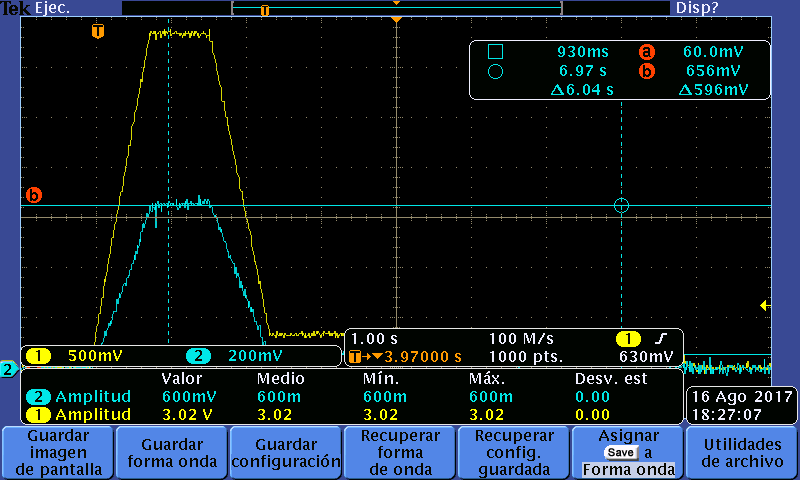 Tek Ejec. T Disp?
T
930ms a 60.0mV
6.97 s b 656mV
Δ6.04 s Δ596mV
b
1 500mV 2 200mV
1.00 s 100 M/s 1 
T→▼3.97000 s 1000 pts. 630mV
2
Valor Medio Mín. Máx. Desv. est
2 Amplitud 600mV 600m 600m 600m 0.00
1 Amplitud 3.02 V 3.02 3.02 3.02 0.00
16 Ago 2017
18:27:07
Guardar imagen de pantalla
Guardar forma onda
Guardar configuración
Recuperar forma de onda
Recuperar config. guardada
Asignar Save a Forma onda
Utilidades de archivo